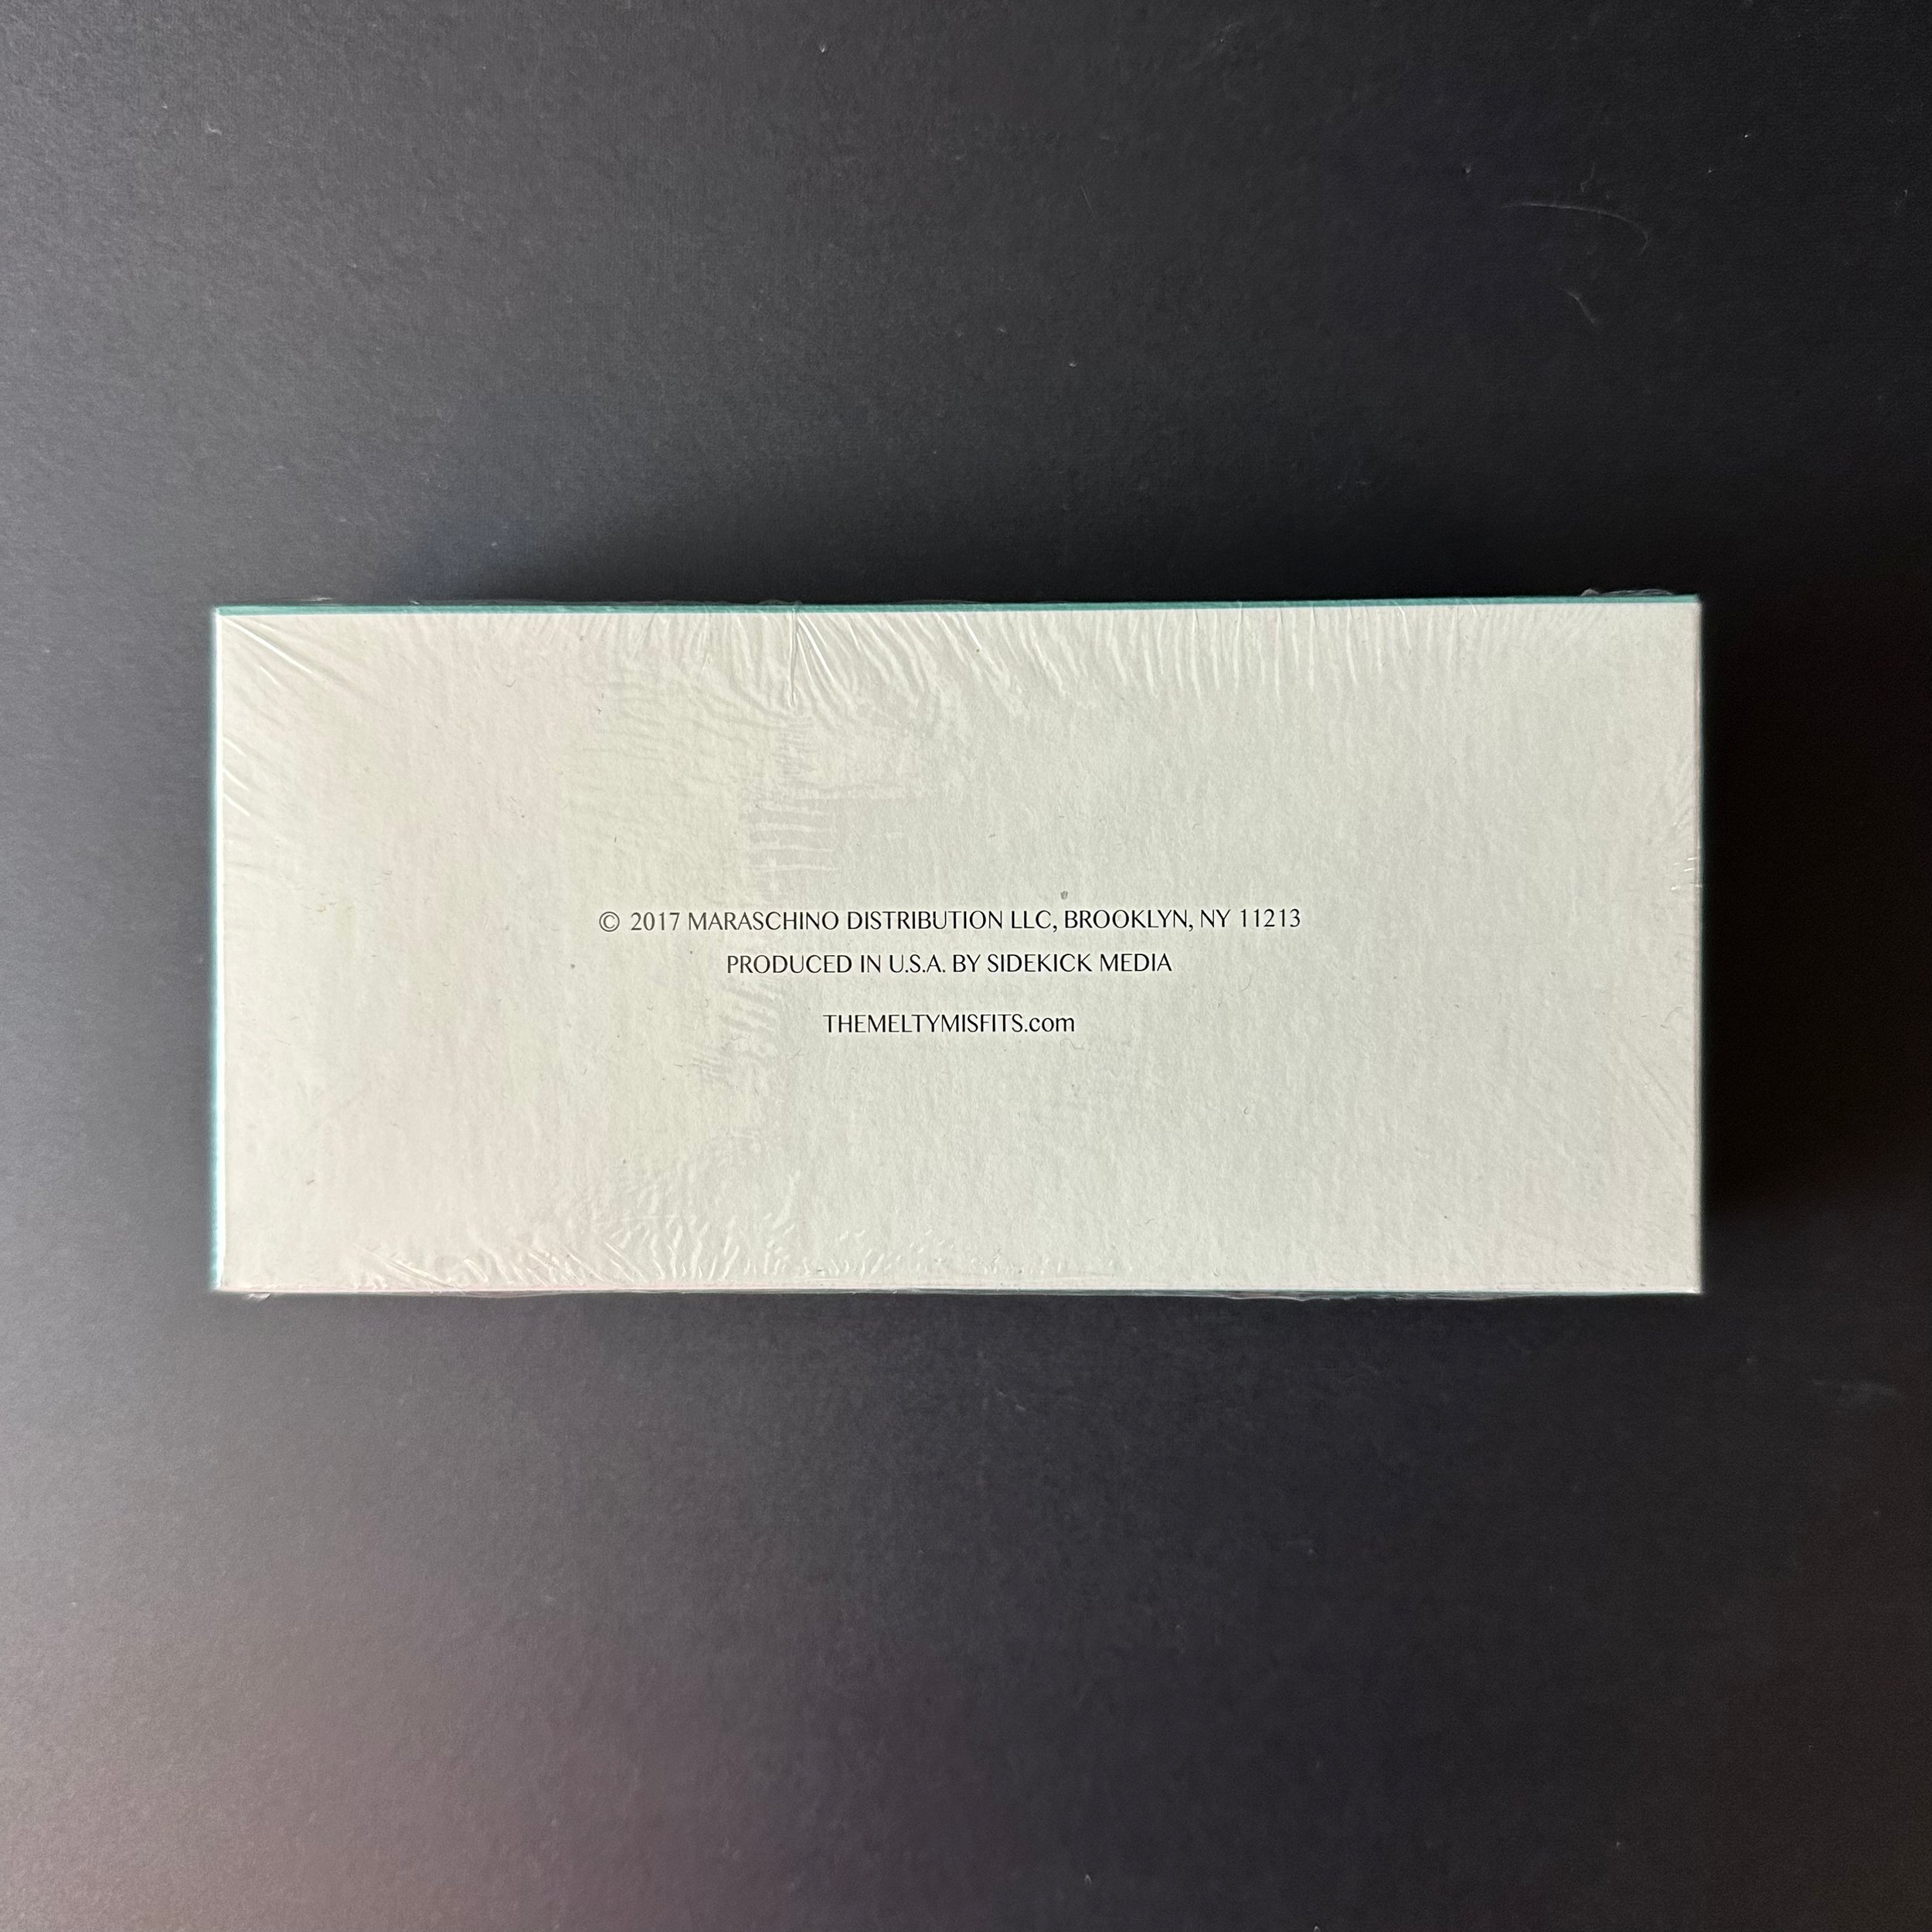 © 2017 MARASCHINO DISTRIBUTION LLC, BROOKLYN, NY 11213
PRODUCED IN U.S.A. BY SIDEKICK MEDIA
THEMELTYMISFITS.com